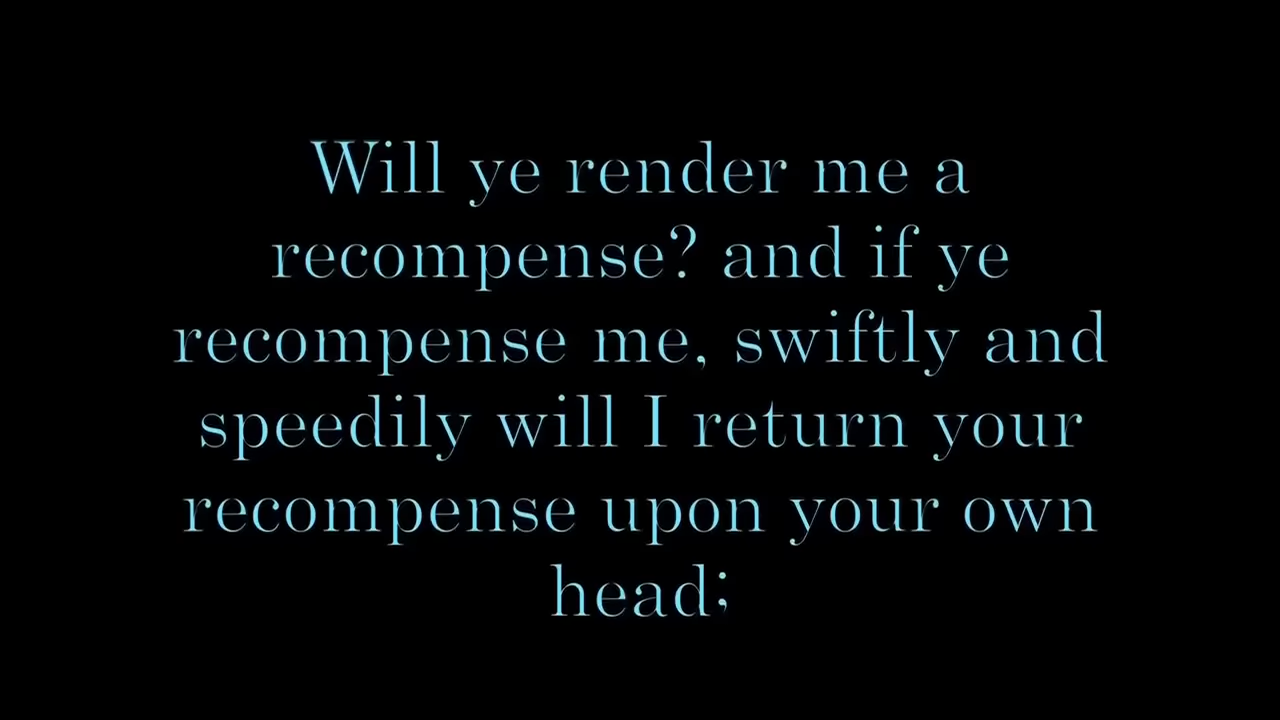 Will ye render me a
recompense? and if ye
recompense me, swiftly and
speedily will I return your
recompense upon your own
head;